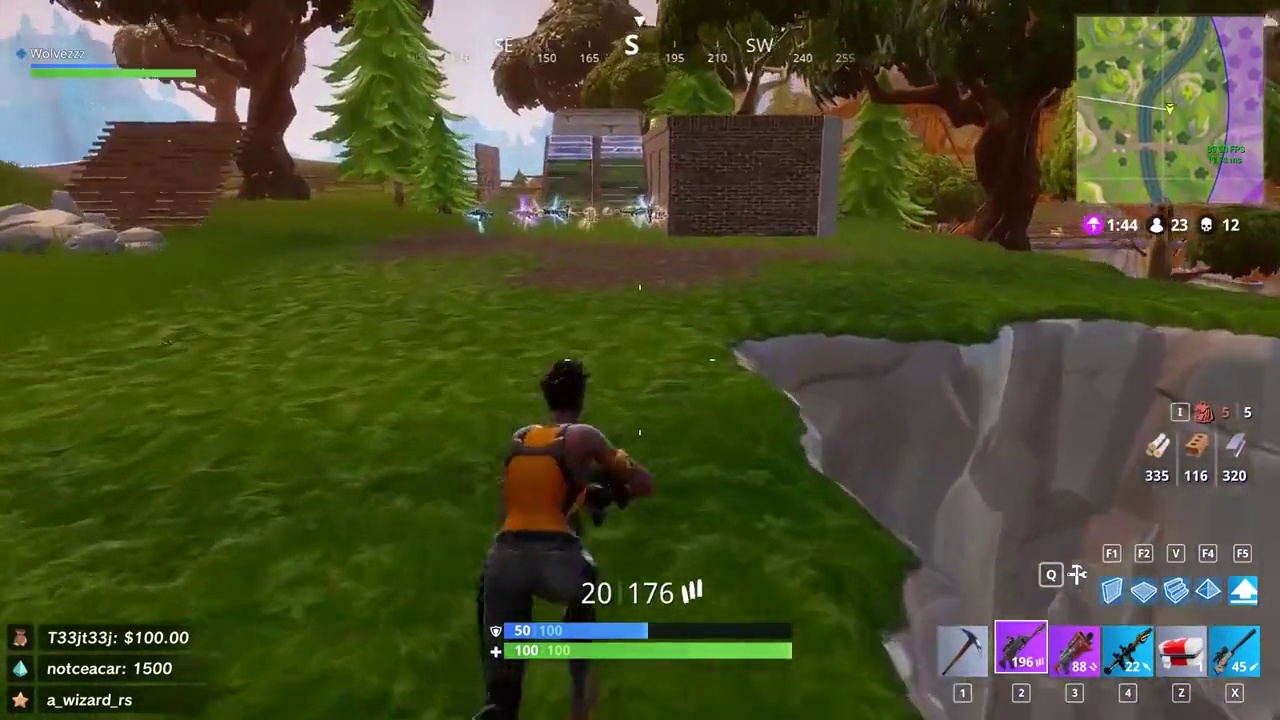 Wolvezzz
SE S SW W
150 165 195 210 240 255
1:44 23 12
I 5 5
335 116 320
F1 F2 V F4 F5
Q
20 176
50 100
100 100
196 88 22 1 45
1 2 3 4 Z X
T33jt33j: $100.00
notceacar: 1500
a_wizard_rs